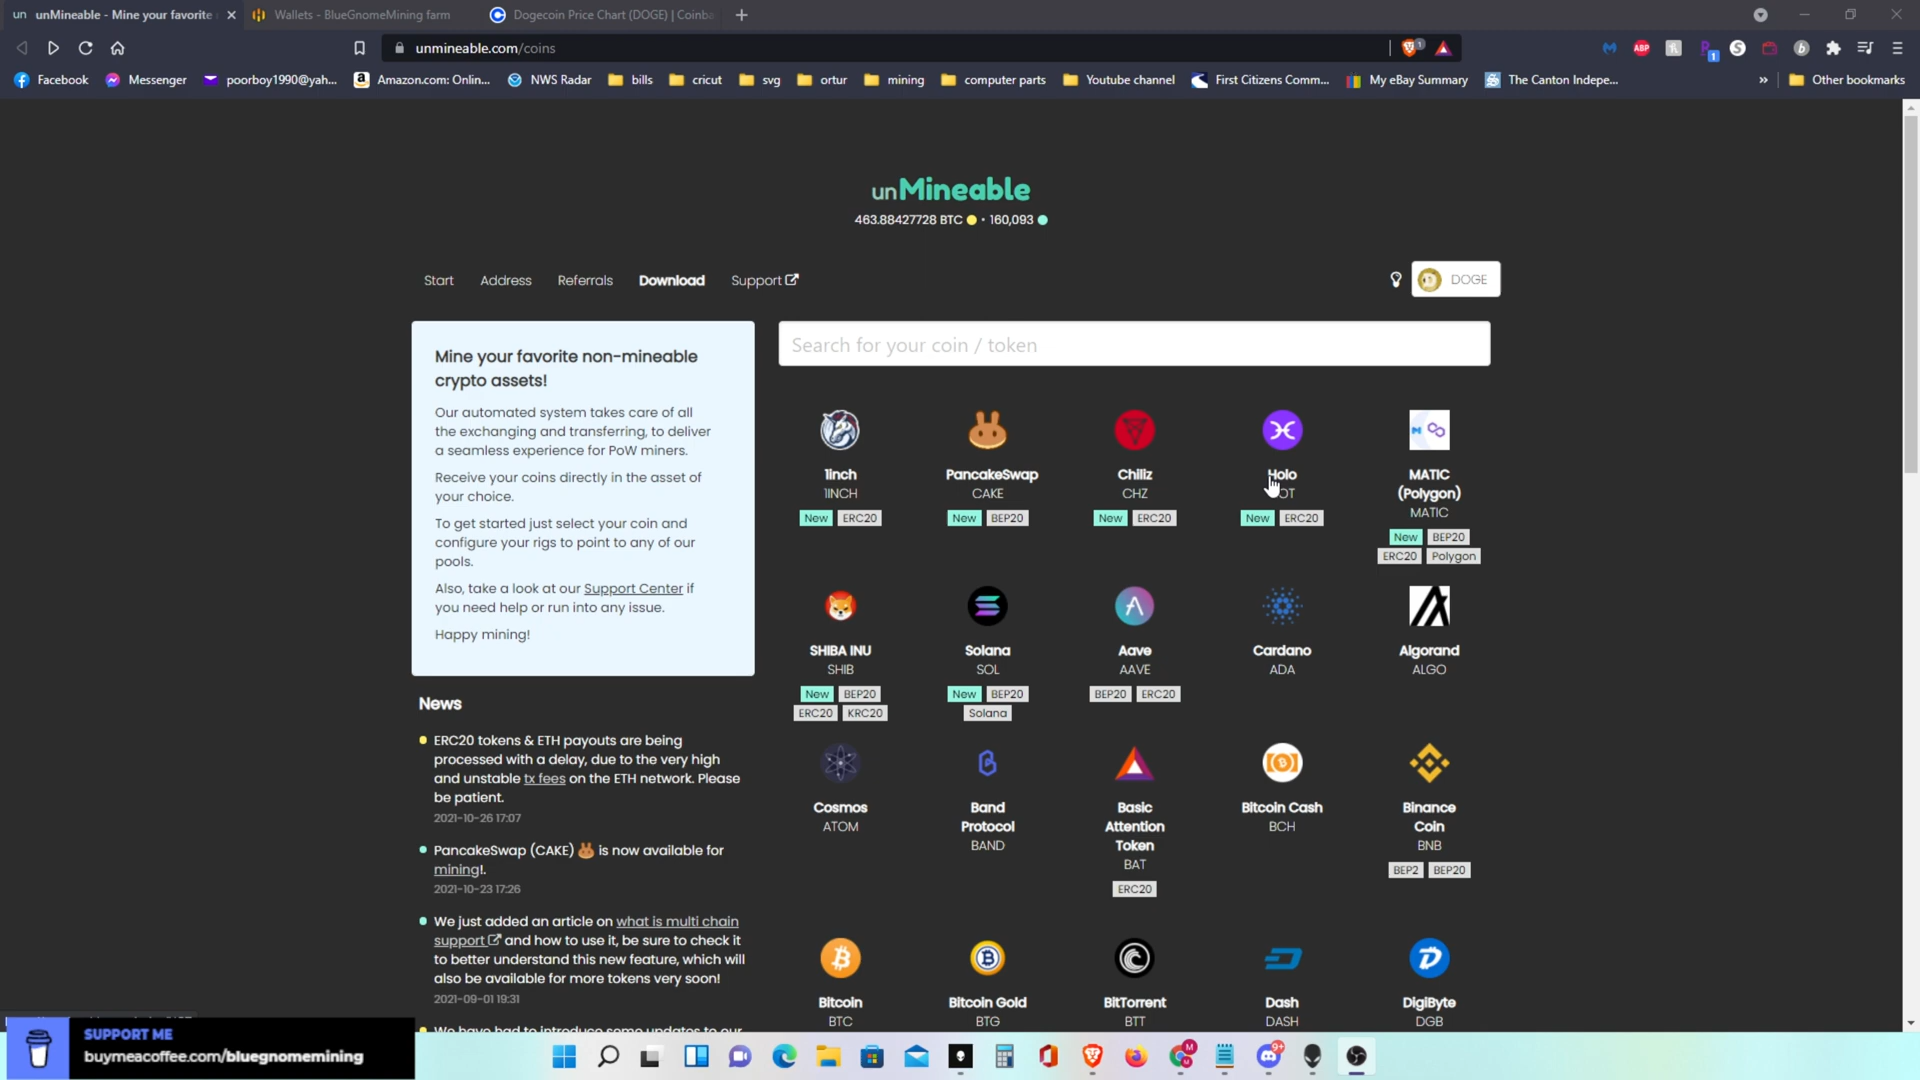 un unMineable - Mine your favorite
Wallets - BlueGnomeMining farm
Dogecoin Price Chart (DOGE) | Coinba
unmineable.com/coins
1
ABP
1
Facebook
Messenger
poorboy1990@yah...
Amazon.com: Onlin...
NWS Radar
bills
cricut
svg
ortur
mining
computer parts
Youtube channel
First Citizens Comm...
My eBay Summary
The Canton Indepe...
»
Other bookmarks
unMineable
463.88427728 BTC • 160,093
Start
Address
Referrals
Download
Support
DOGE
Mine your favorite non-mineable
crypto assets!
Our automated system takes care of all
the exchanging and transferring, to deliver
a seamless experience for PoW miners.
Receive your coins directly in the asset of
your choice.
To get started just select your coin and
configure your rigs to point to any of our
pools.
Also, take a look at our Support Center if
you need help or run into any issue.
Happy mining!
News
ERC20 tokens & ETH payouts are being
processed with a delay, due to the very high
and unstable tx fees on the ETH network. Please
be patient.
2021-10-26 17:07
PancakeSwap (CAKE) is now available for
mining!.
2021-10-23 17:26
We just added an article on what is multi chain
support and how to use it, be sure to check it
to better understand this new feature, which will
also be available for more tokens very soon!
2021-09-01 19:31
We have had to introduce some updates to our
Search for your coin / token
1inch
1INCH
New ERC20
PancakeSwap
CAKE
New BEP20
Chiliz
CHZ
New ERC20
Holo
OT
New ERC20
MATIC
(Polygon)
MATIC
New BEP20
ERC20 Polygon
SHIBA INU
SHIB
New BEP20
ERC20 KRC20
Solana
SOL
New BEP20
Solana
Aave
AAVE
BEP20 ERC20
Cardano
ADA
Algorand
ALGO
Cosmos
ATOM
Band
Protocol
BAND
Basic
Attention
Token
BAT
ERC20
Bitcoin Cash
BCH
Binance
Coin
BNB
BEP2 BEP20
Bitcoin
BTC
Bitcoin Gold
BTG
BitTorrent
BTT
Dash
DASH
DigiByte
DGB
SUPPORT ME
buymeacoffee.com/bluegnomemining
M
9+